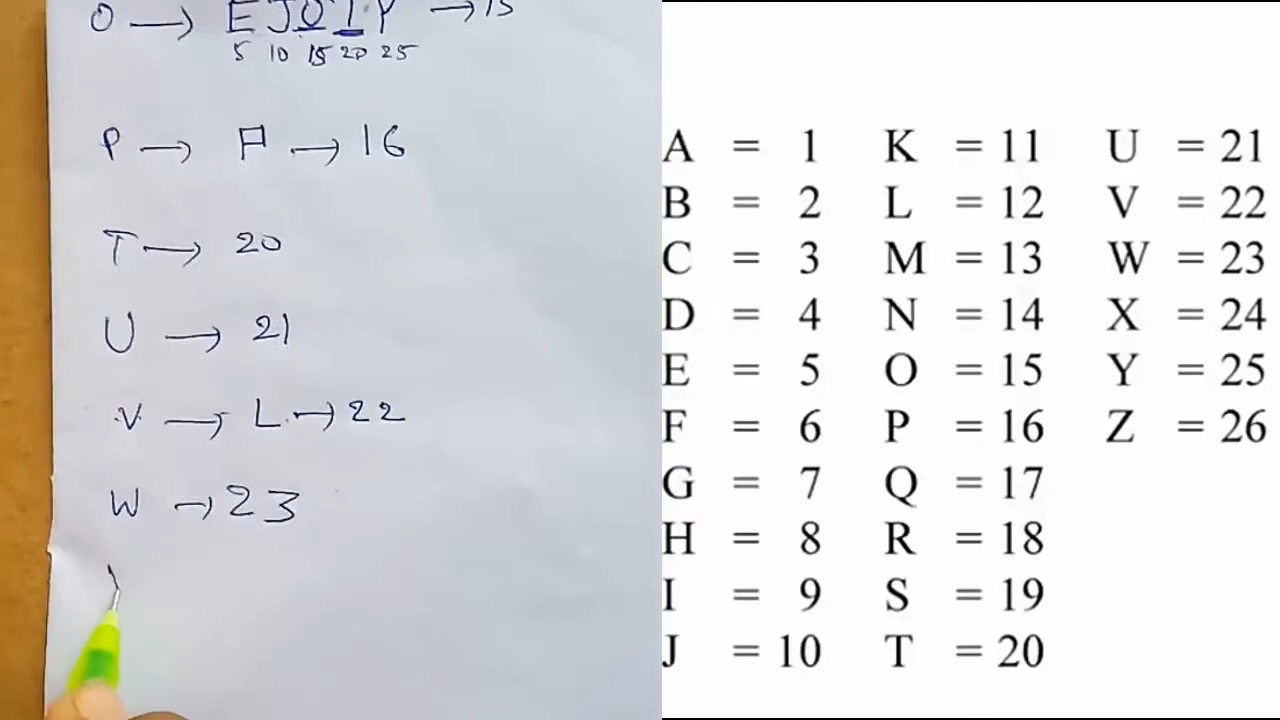 O → E J O T Y → 15
5 10 15 20 25
P → 16
T → 20
U → 21
V → L → 22
W → 23
A = 1 K = 11 U = 21
B = 2 L = 12 V = 22
C = 3 M = 13 W = 23
D = 4 N = 14 X = 24
E = 5 O = 15 Y = 25
F = 6 P = 16 Z = 26
G = 7 Q = 17
H = 8 R = 18
I = 9 S = 19
J = 10 T = 20